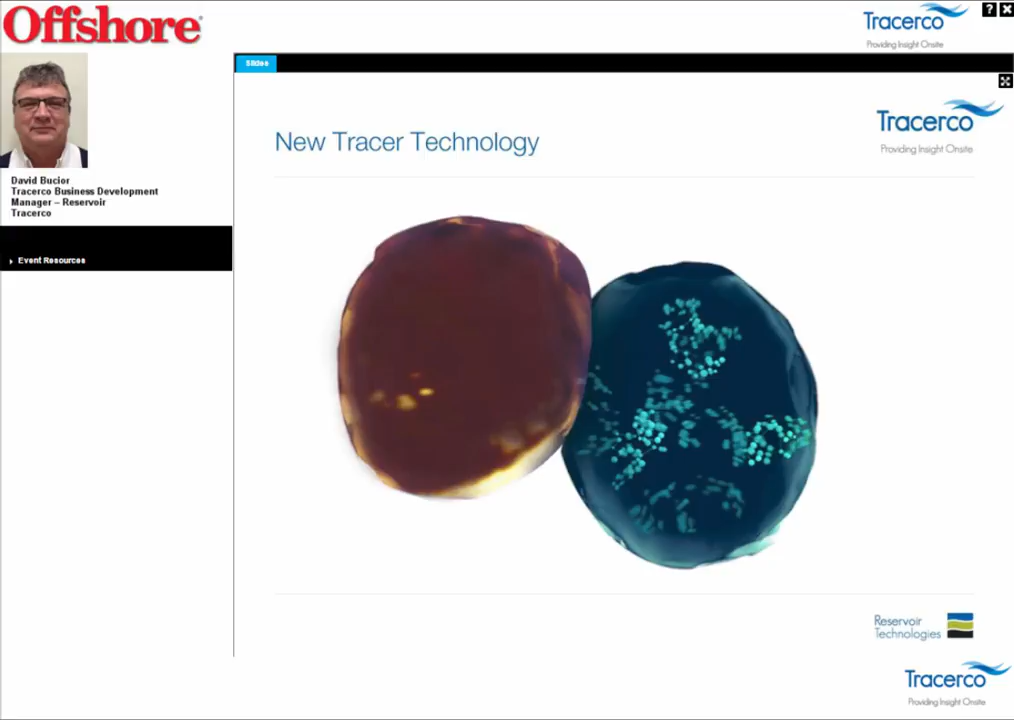 Offshore®
Tracerco
Providing Insight Onsite
?
Slides
David Bucior
Tracerco Business Development
Manager – Reservoir
Tracerco
Event Resources
New Tracer Technology
Tracerco
Providing Insight Onsite
Reservoir
Technologies
Tracerco
Providing Insight Onsite